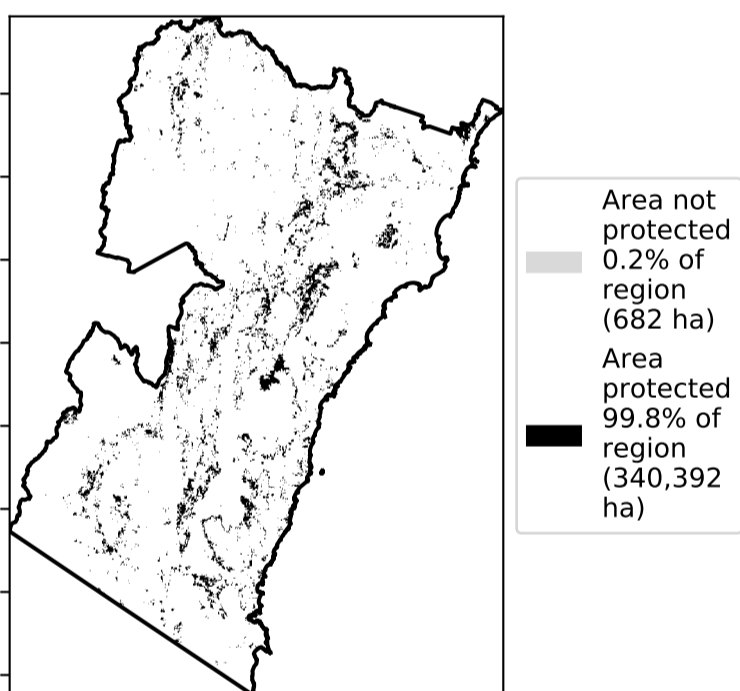 Area not
protected
0.2% of
region
(682 ha)
Area
protected
99.8% of
region
(340,392
ha)